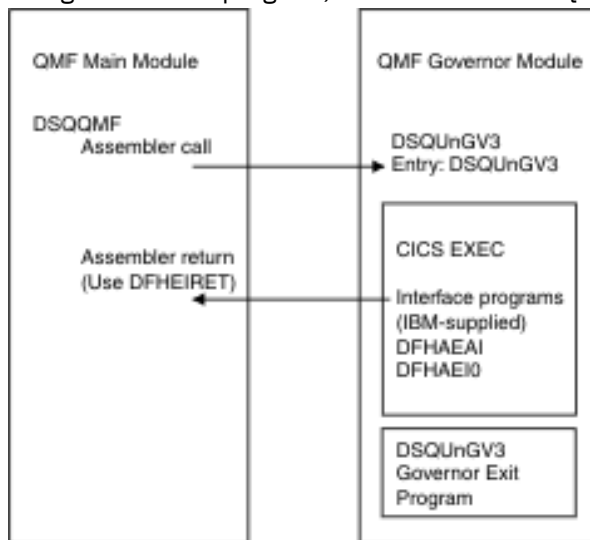 QMF Main Module
DSQQMF
Assembler call
Assembler return
(Use DFHEIRET)
QMF Governor Module
DSQUnGV3
Entry: DSQUnGV3
CICS EXEC
Interface programs
(IBM-supplied)
DFHAEAI
DFHAEI0
DSQUnGV3
Governor Exit
Program